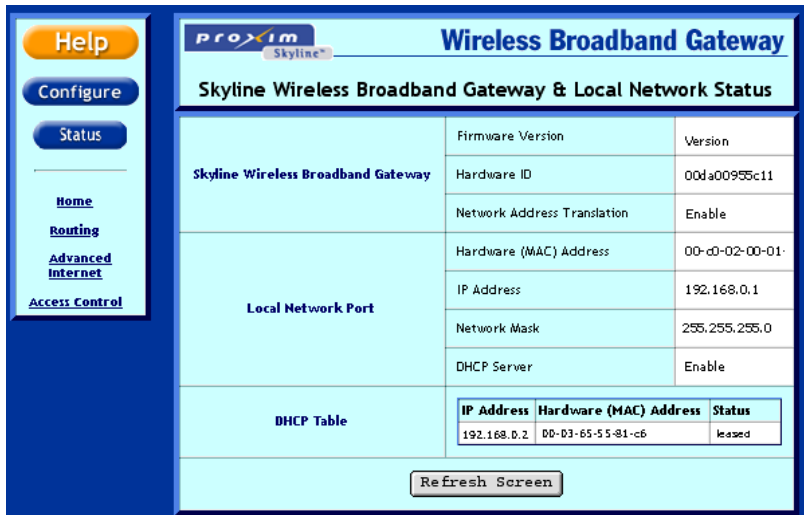 Help
Configure
Status
Home
Routing
Advanced
Internet
Access Control
proxim
Skyline™
Wireless Broadband Gateway
Skyline Wireless Broadband Gateway & Local Network Status
Skyline Wireless Broadband Gateway
Firmware Version Version
Hardware ID 00da00955c11
Network Address Translation Enable
Local Network Port
Hardware (MAC) Address 00-c0-02-00-01-
IP Address 192.168.0.1
Network Mask 255.255.255.0
DHCP Server Enable
DHCP Table
IP Address Hardware (MAC) Address Status
192.168.0.2 00-03-65-55-81-c6 leased
Refresh Screen